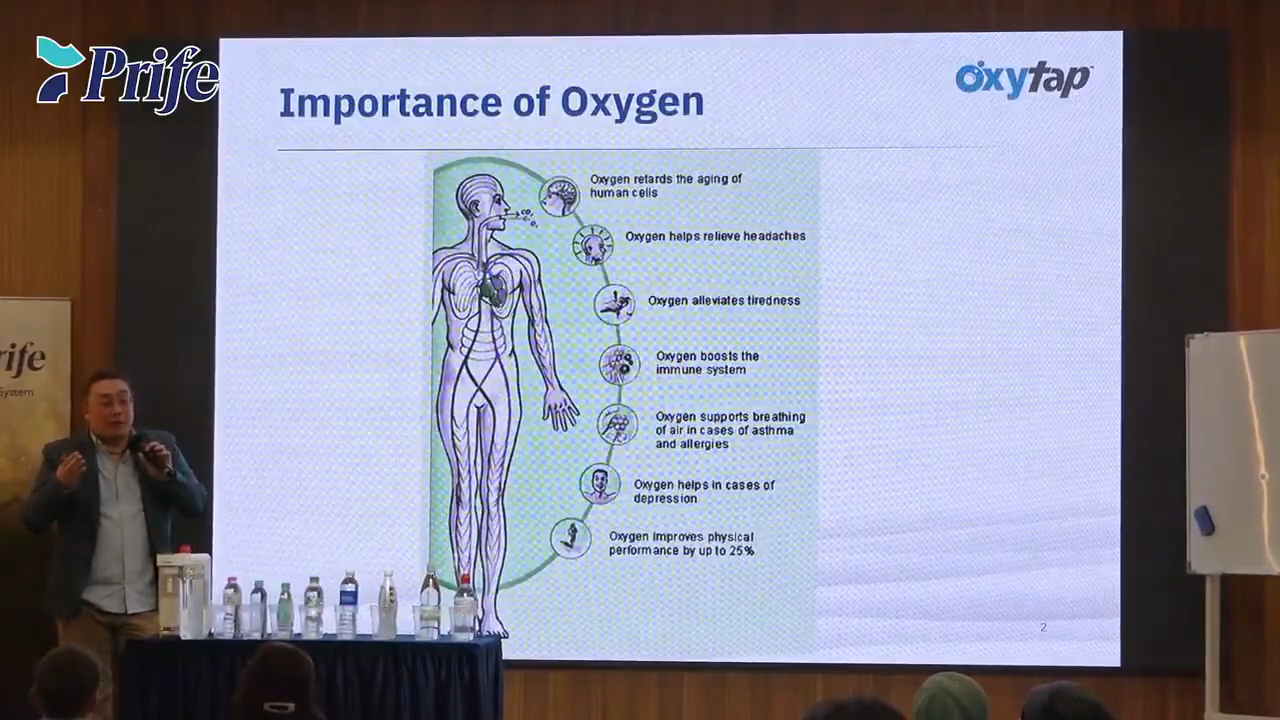 Prife
oxytap
Importance of Oxygen
Oxygen retards the aging of
human cells
Oxygen helps relieve headaches
Oxygen alleviates tiredness
Oxygen boosts the
immune system
Oxygen supports breathing
of air in cases of asthma
and allergies
Oxygen helps in cases of
depression
Oxygen improves physical
performance by up to 25%
2
rife
System